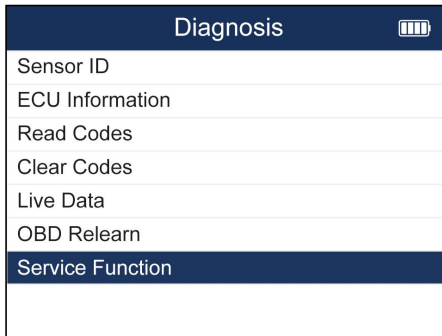 Diagnosis
Sensor ID
ECU Information
Read Codes
Clear Codes
Live Data
OBD Relearn
Service Function